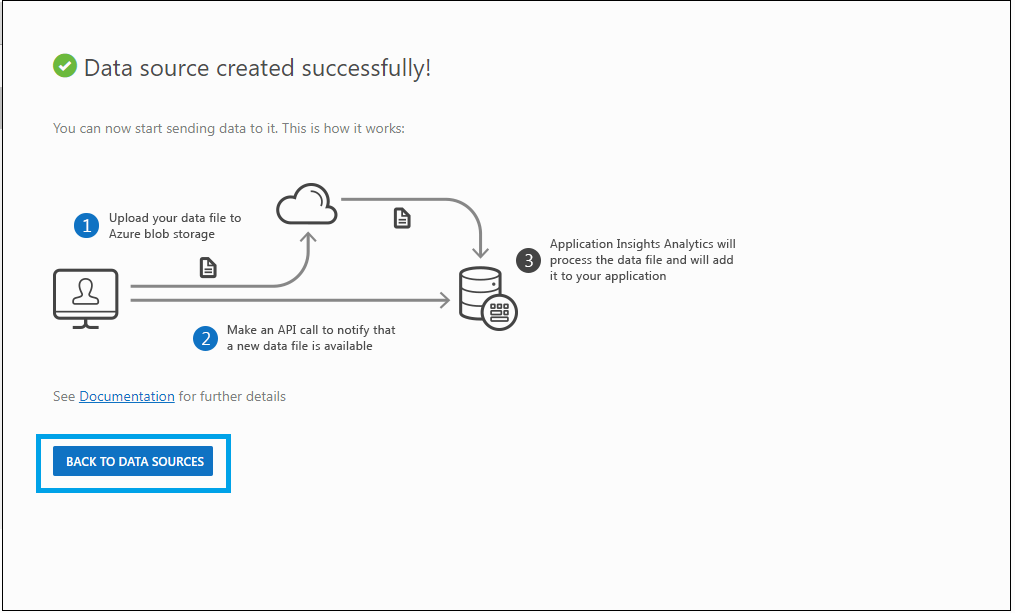 Data source created successfully!
You can now start sending data to it. This is how it works:
1
Upload your data file to
Azure blob storage
3
Application Insights Analytics will
process the data file and will add
it to your application
2
Make an API call to notify that
a new data file is available
See Documentation for further details
BACK TO DATA SOURCES